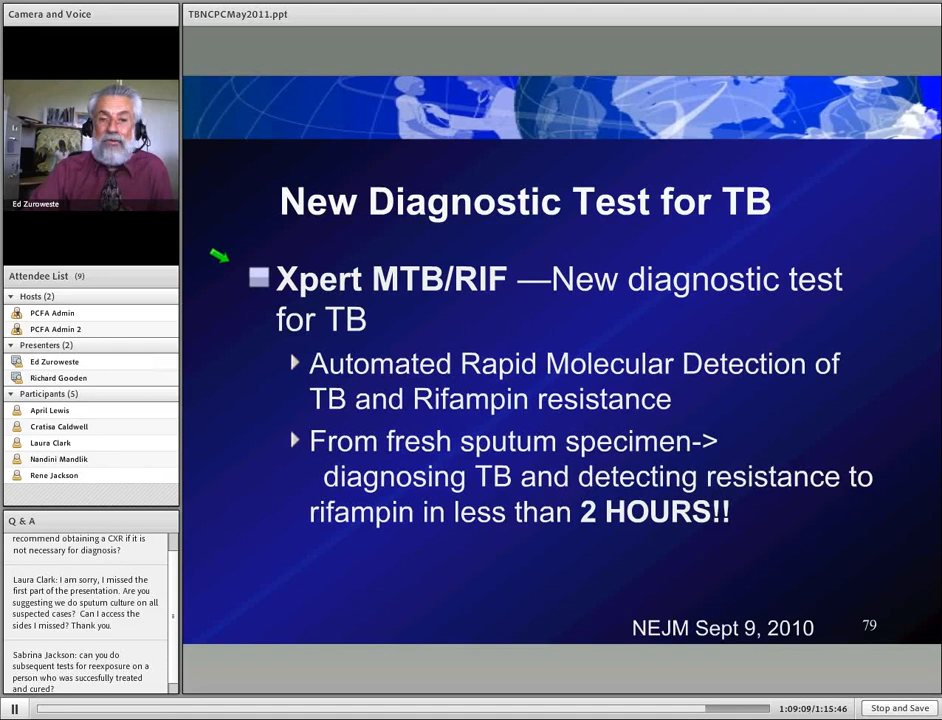 Camera and Voice
Ed Zuroweste
Attendee List (9)
Hosts (2)
PCFA Admin
PCFA Admin 2
Presenters (2)
Ed Zuroweste
Richard Gooden
Participants (5)
April Lewis
Cratisa Caldwell
Laura Clark
Nandini Mandlik
Rene Jackson
Q & A
recommend obtaining a CXR if it is
not necessary for diagnosis?
Laura Clark: I am sorry, I missed the
first part of the presentation. Are you
suggesting we do sputum culture on all
suspected cases? Can I access the
sides I missed? Thank you.
Sabrina Jackson: can you do
subsequent tests for reexposure on a
person who was succesfully treated
and cured?
TBNCPCMay2011.ppt
New Diagnostic Test for TB
Xpert MTB/RIF —New diagnostic test
for TB
Automated Rapid Molecular Detection of
TB and Rifampin resistance
From fresh sputum specimen->
diagnosing TB and detecting resistance to
rifampin in less than 2 HOURS!!
NEJM Sept 9, 2010
79
1:09:09/1:15:46
Stop and Save